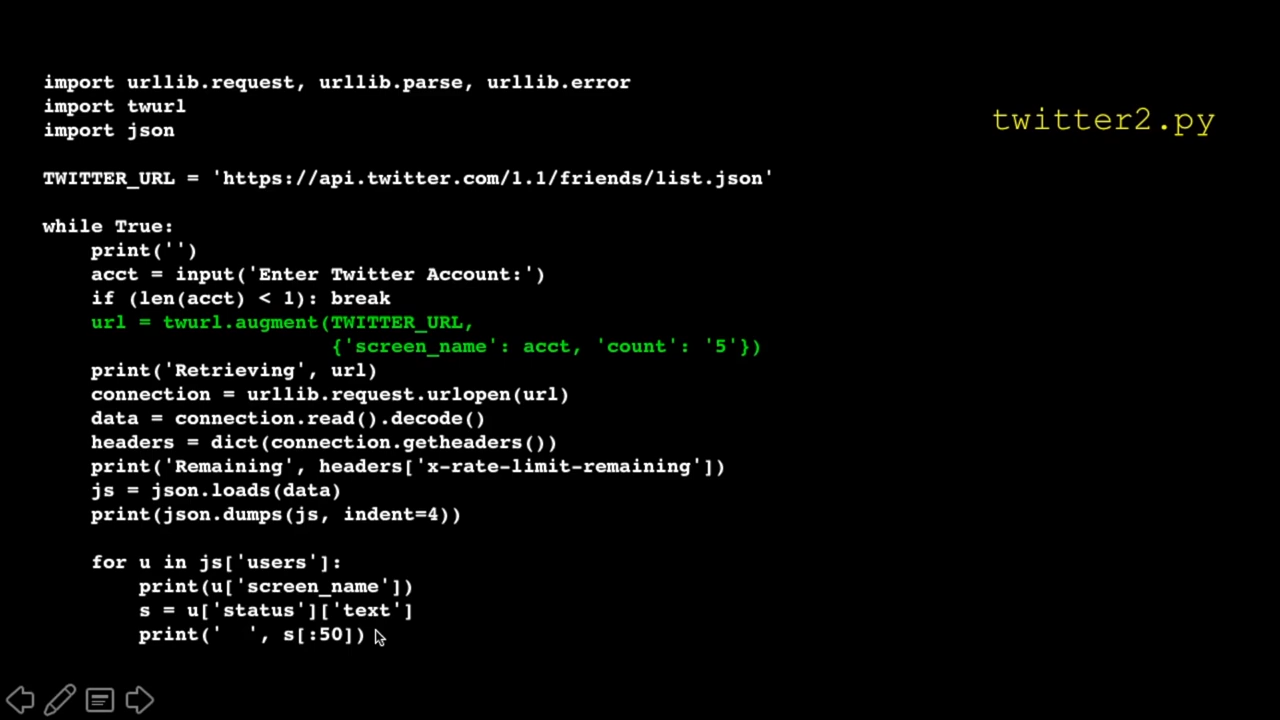 import urllib.request, urllib.parse, urllib.error
import twurl
import json
twitter2.py
TWITTER_URL = 'https://api.twitter.com/1.1/friends/list.json'
while True:
    print('')
    acct = input('Enter Twitter Account:')
    if (len(acct) < 1): break
    url = twurl.augment(TWITTER_URL,
                        {'screen_name': acct, 'count': '5'})
    print('Retrieving', url)
    connection = urllib.request.urlopen(url)
    data = connection.read().decode()
    headers = dict(connection.getheaders())
    print('Remaining', headers['x-rate-limit-remaining'])
    js = json.loads(data)
    print(json.dumps(js, indent=4))
    for u in js['users']:
        print(u['screen_name'])
        s = u['status']['text']
        print('  ', s[:50])